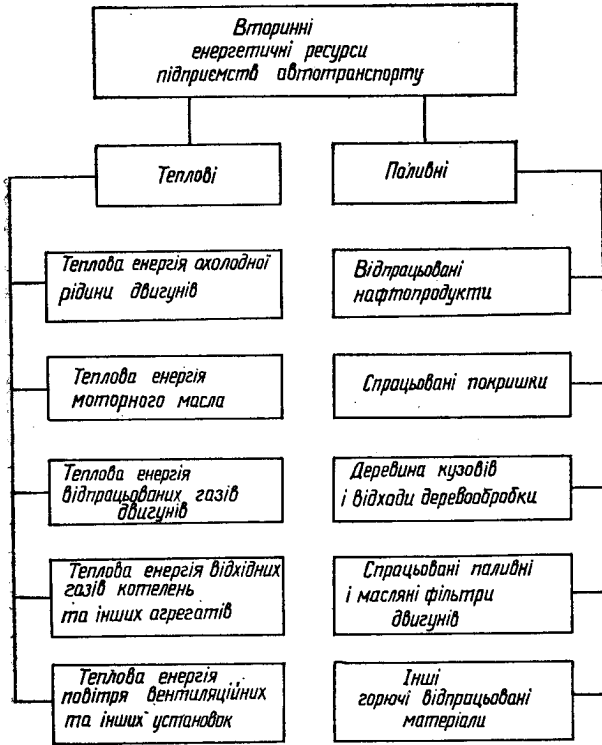 Вторинні
енергетичні ресурси
підприємств автотранспорту
Теплові
Паливні
Теплова енергія охолодної
рідини двигунів
Теплова енергія
моторного масла
Теплова енергія
відпрацьованих газів
двигунів
Теплова енергія відхідних
газів котелень
та інших агрегатів
Теплова енергія
повітря вентиляційних
та інших установок
Відпрацьовані
нафтопродукти
Спрацьовані покришки
Деревина кузовів
і відходи деревообробки
Спрацьовані паливні
і масляні фільтри
двигунів
Інші
горючі відпрацьовані
матеріали